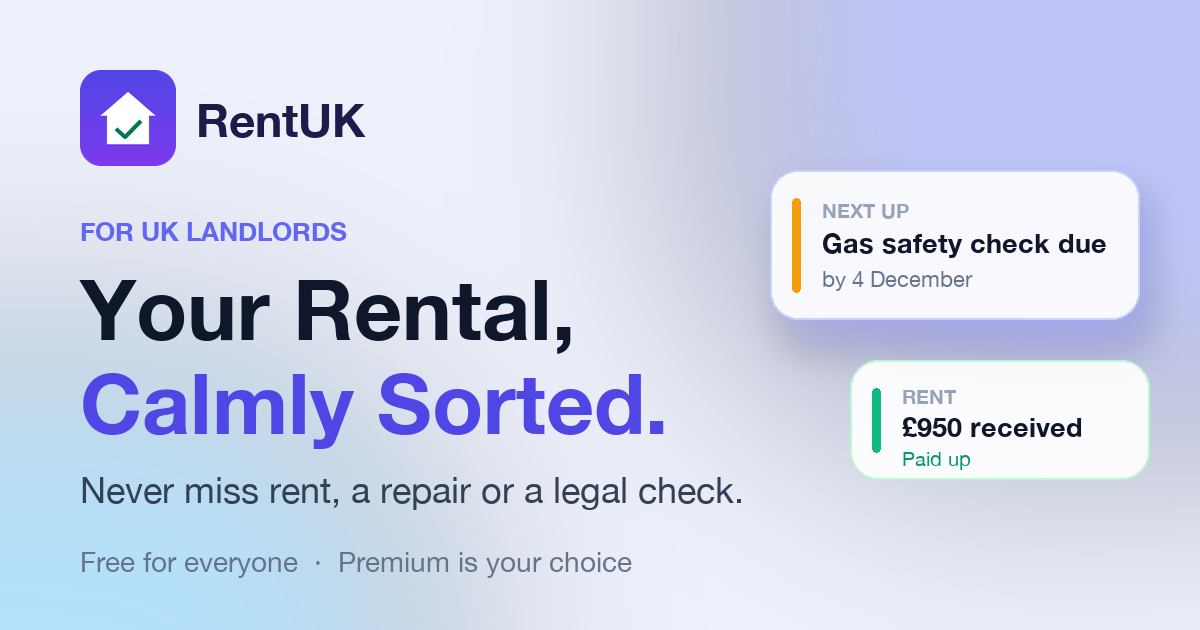 RentUK
FOR UK LANDLORDS
Your Rental,
Calmly Sorted.
Never miss rent, a repair or a legal check.
Free for everyone · Premium is your choice
NEXT UP
Gas safety check due
by 4 December
RENT
£950 received
Paid up